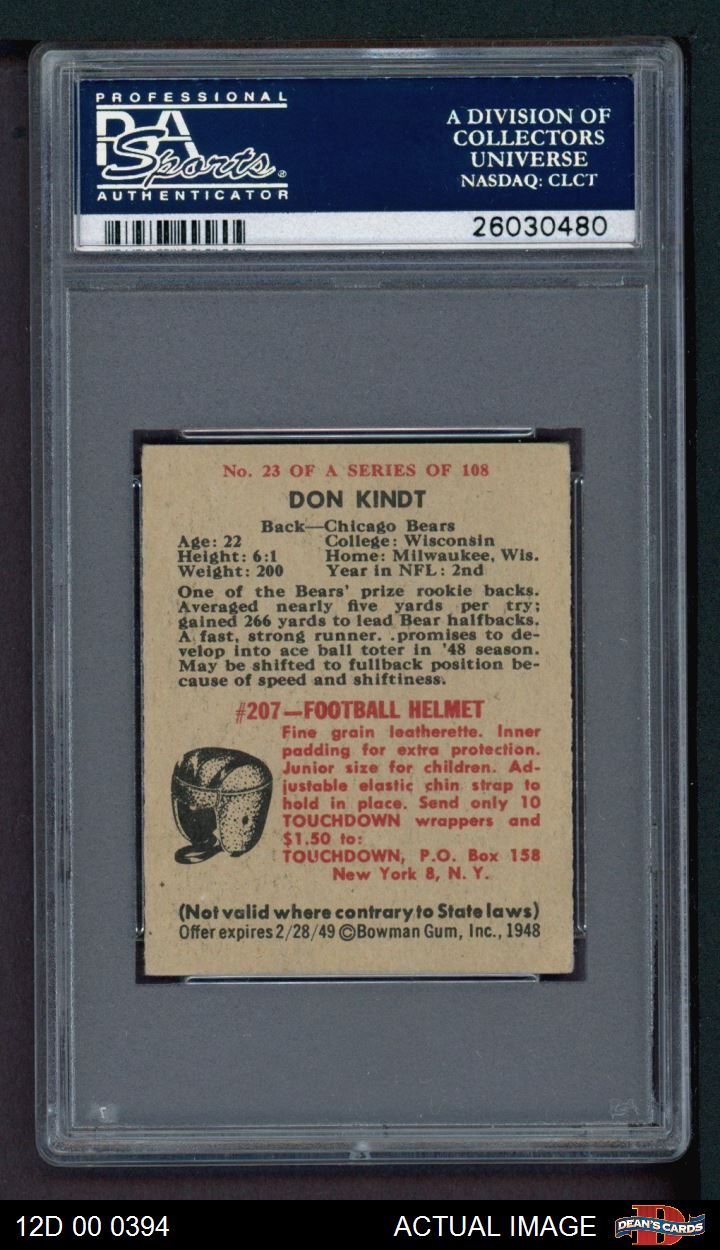 PROFESSIONAL
PSA
Sports
AUTHENTICATOR
A DIVISION OF
COLLECTORS
UNIVERSE
NASDAQ: CLCT
26030480
No. 23 OF A SERIES OF 108
DON KINDT
Back—Chicago Bears
Age: 22 College: Wisconsin
Height: 6:1 Home: Milwaukee, Wis.
Weight: 200 Year in NFL: 2nd
One of the Bears' prize rookie backs.
Averaged nearly five yards per try;
gained 266 yards to lead Bear halfbacks.
A fast, strong runner. .promises to de-
velop into ace ball toter in '48 season.
May be shifted to fullback position be-
cause of speed and shiftiness.
#207—FOOTBALL HELMET
Fine grain leatherette. Inner
padding for extra protection.
Junior size for children. Ad-
justable elastic chin strap to
hold in place. Send only 10
TOUCHDOWN wrappers and
$1.50 to:
TOUCHDOWN, P.O. Box 158
New York 8, N. Y.
(Not valid where contrary to State laws)
Offer expires 2/28/49 ©Bowman Gum, Inc., 1948
PSA
12D 00 0394
ACTUAL IMAGE
DEAN'S CARDS